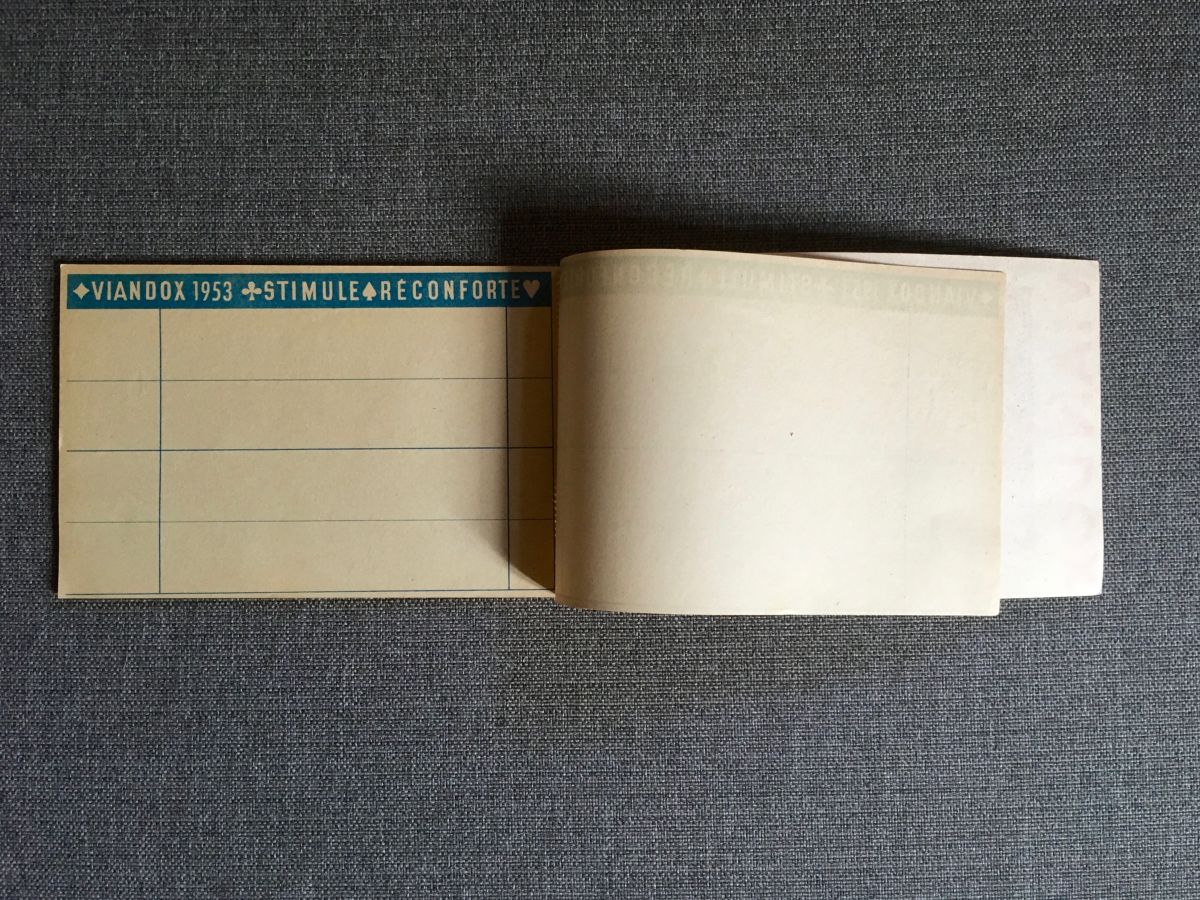 ♦VIANDOX 1953 ♣STIMULE♠RÉCONFORTE♥